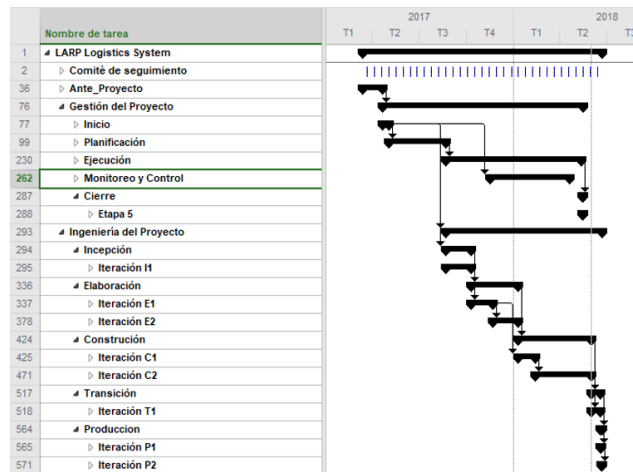 2017 2018
Nombre de tarea T1 T2 T3 T4 T1 T2 T3
1 LARP Logistics System
2 Comité de seguimiento
36 Ante_Proyecto
76 Gestión del Proyecto
77 Inicio
99 Planificación
230 Ejecución
262 Monitoreo y Control
287 Cierre
288 Etapa 5
293 Ingeniería del Proyecto
294 Incepción
295 Iteración I1
336 Elaboración
337 Iteración E1
378 Iteración E2
424 Construción
425 Iteración C1
471 Iteración C2
517 Transición
518 Iteración T1
564 Produccion
565 Iteración P1
571 Iteración P2